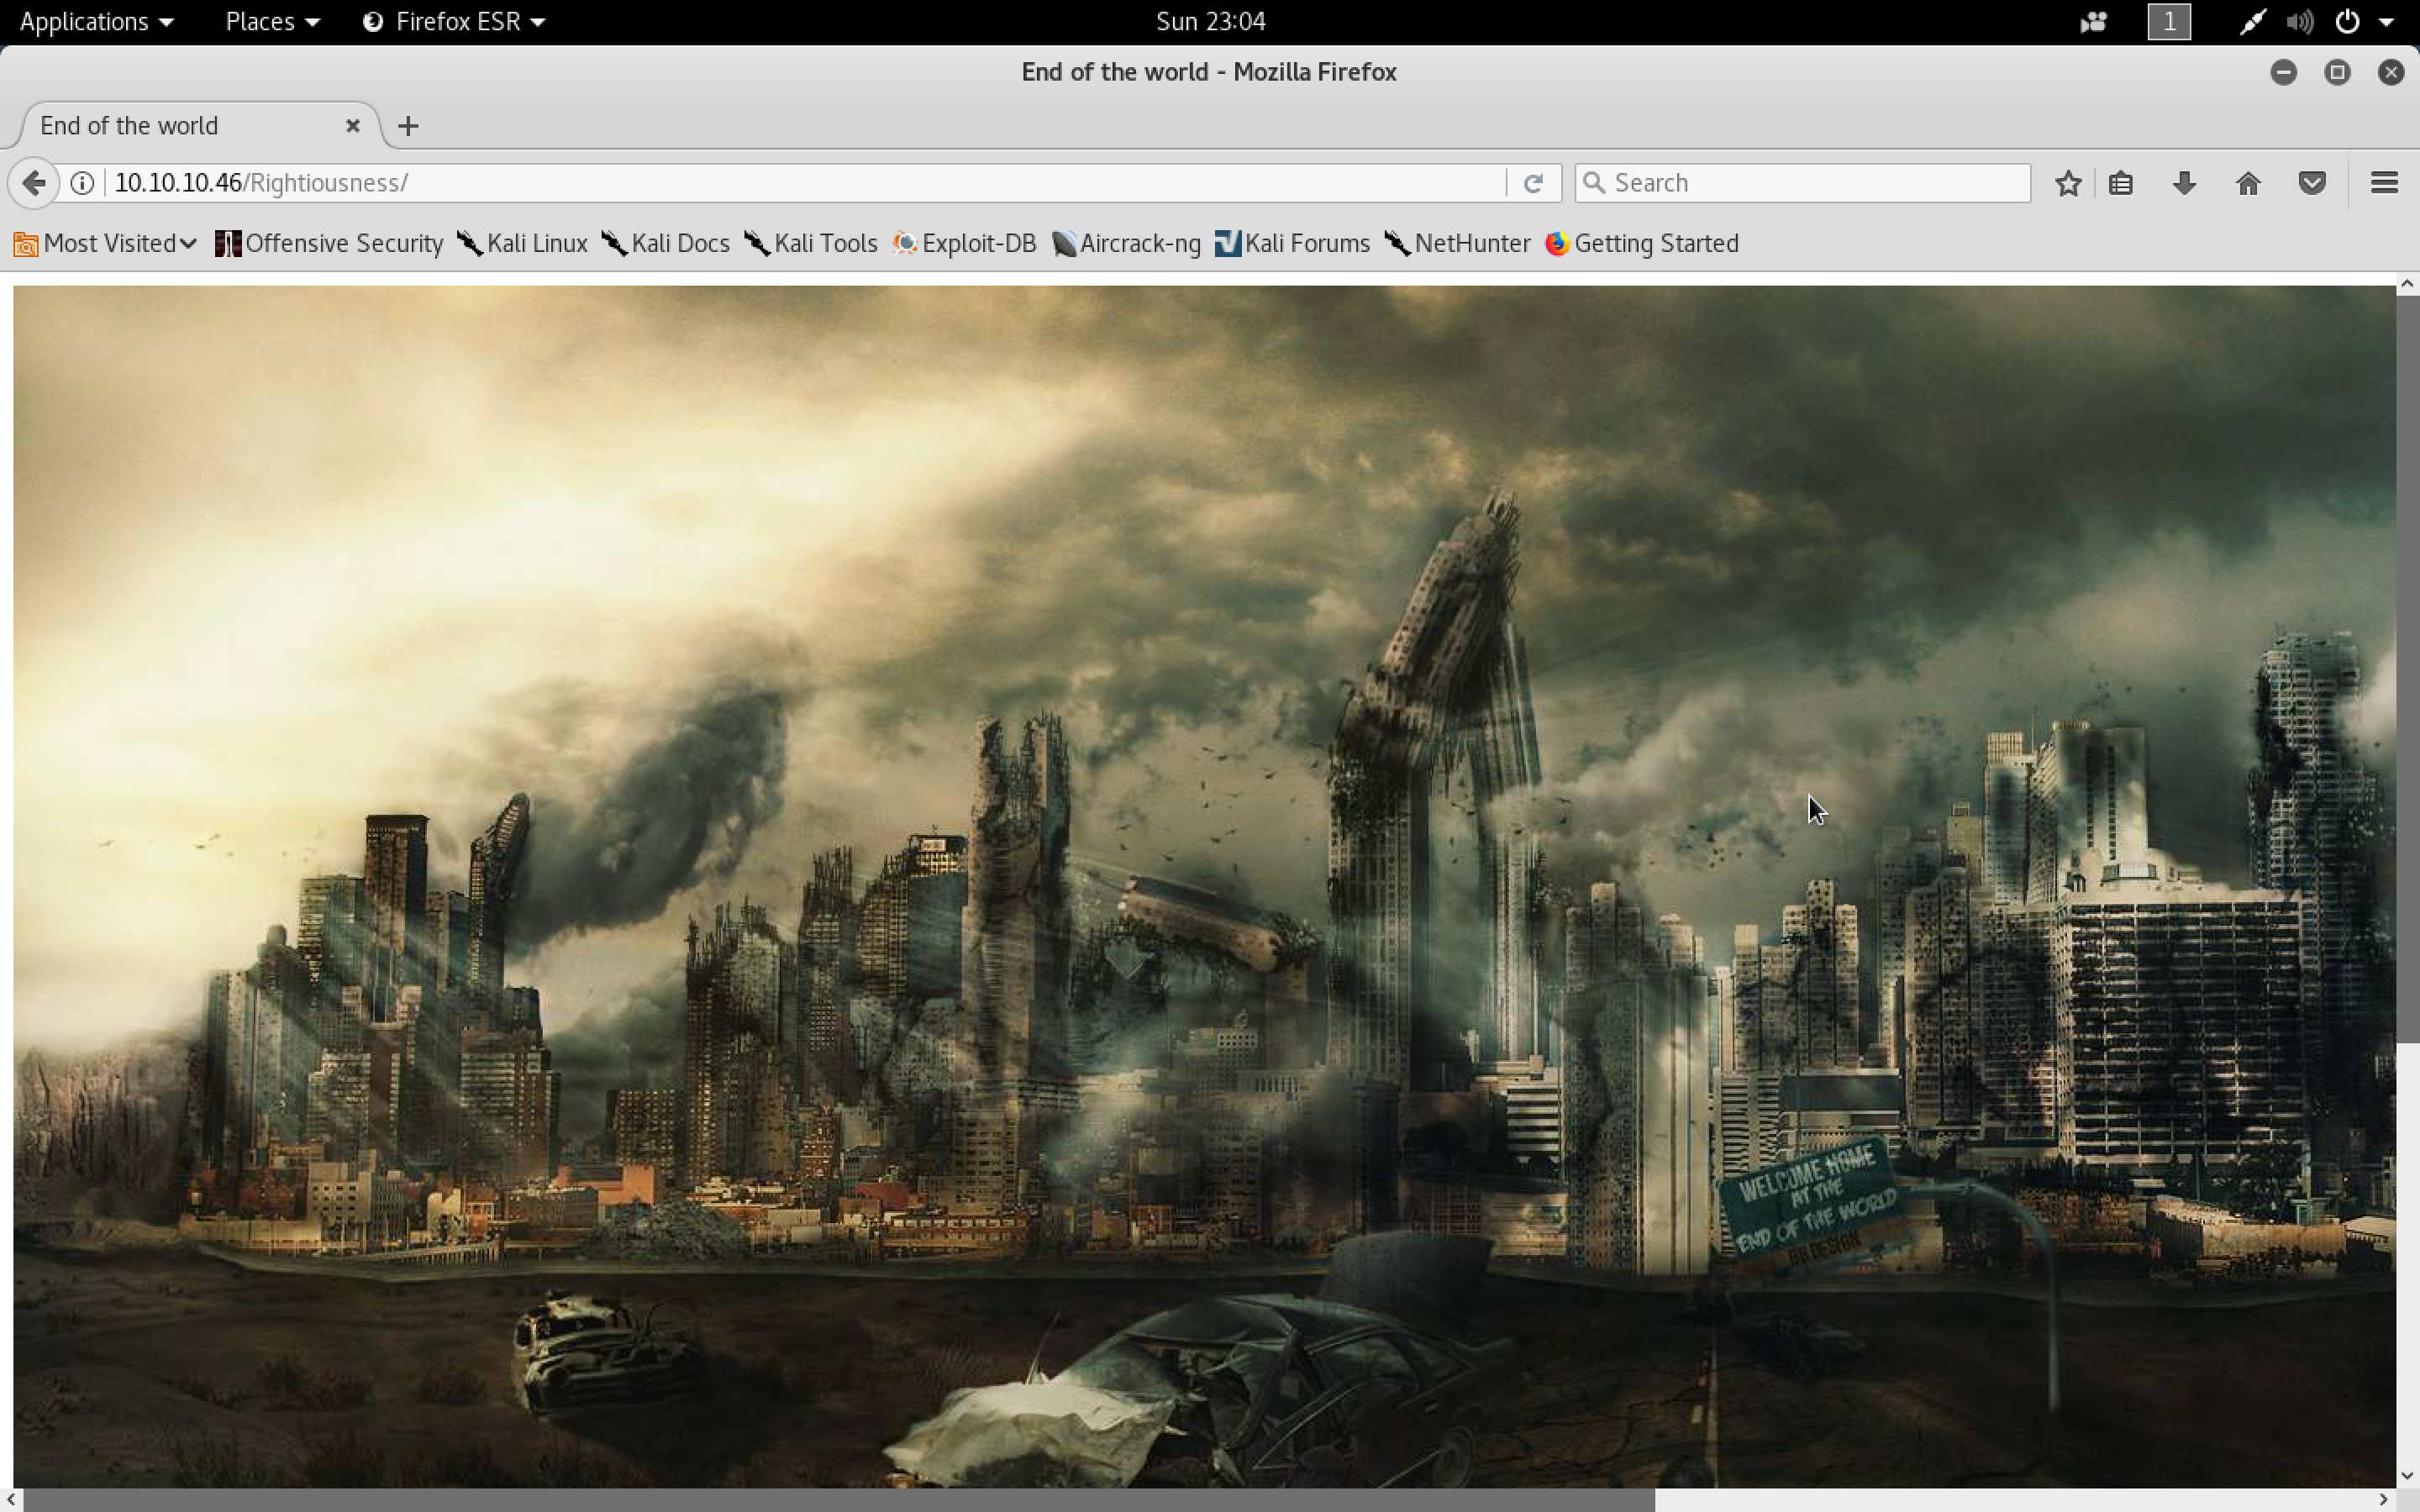 Applications Places Firefox ESR Sun 23:04 1
End of the world - Mozilla Firefox
End of the world
10.10.10.46/Rightiousness/ Search
Most Visited Offensive Security Kali Linux Kali Docs Kali Tools Exploit-DB Aircrack-ng Kali Forums NetHunter Getting Started
WELCOME HOME
AT THE
END OF THE WORLD
BG DESIGN